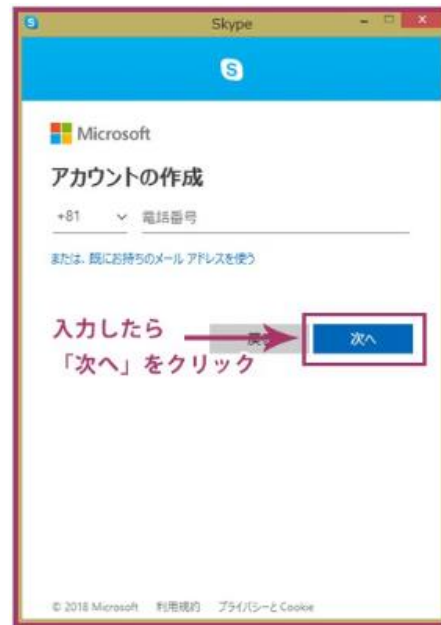 Skype
Microsoft
アカウントの作成
+81 電話番号
または、既にお持ちのメール アドレスを使う
入力したら
「次へ」をクリック
次へ
© 2018 Microsoft 利用規約 プライバシーと Cookie